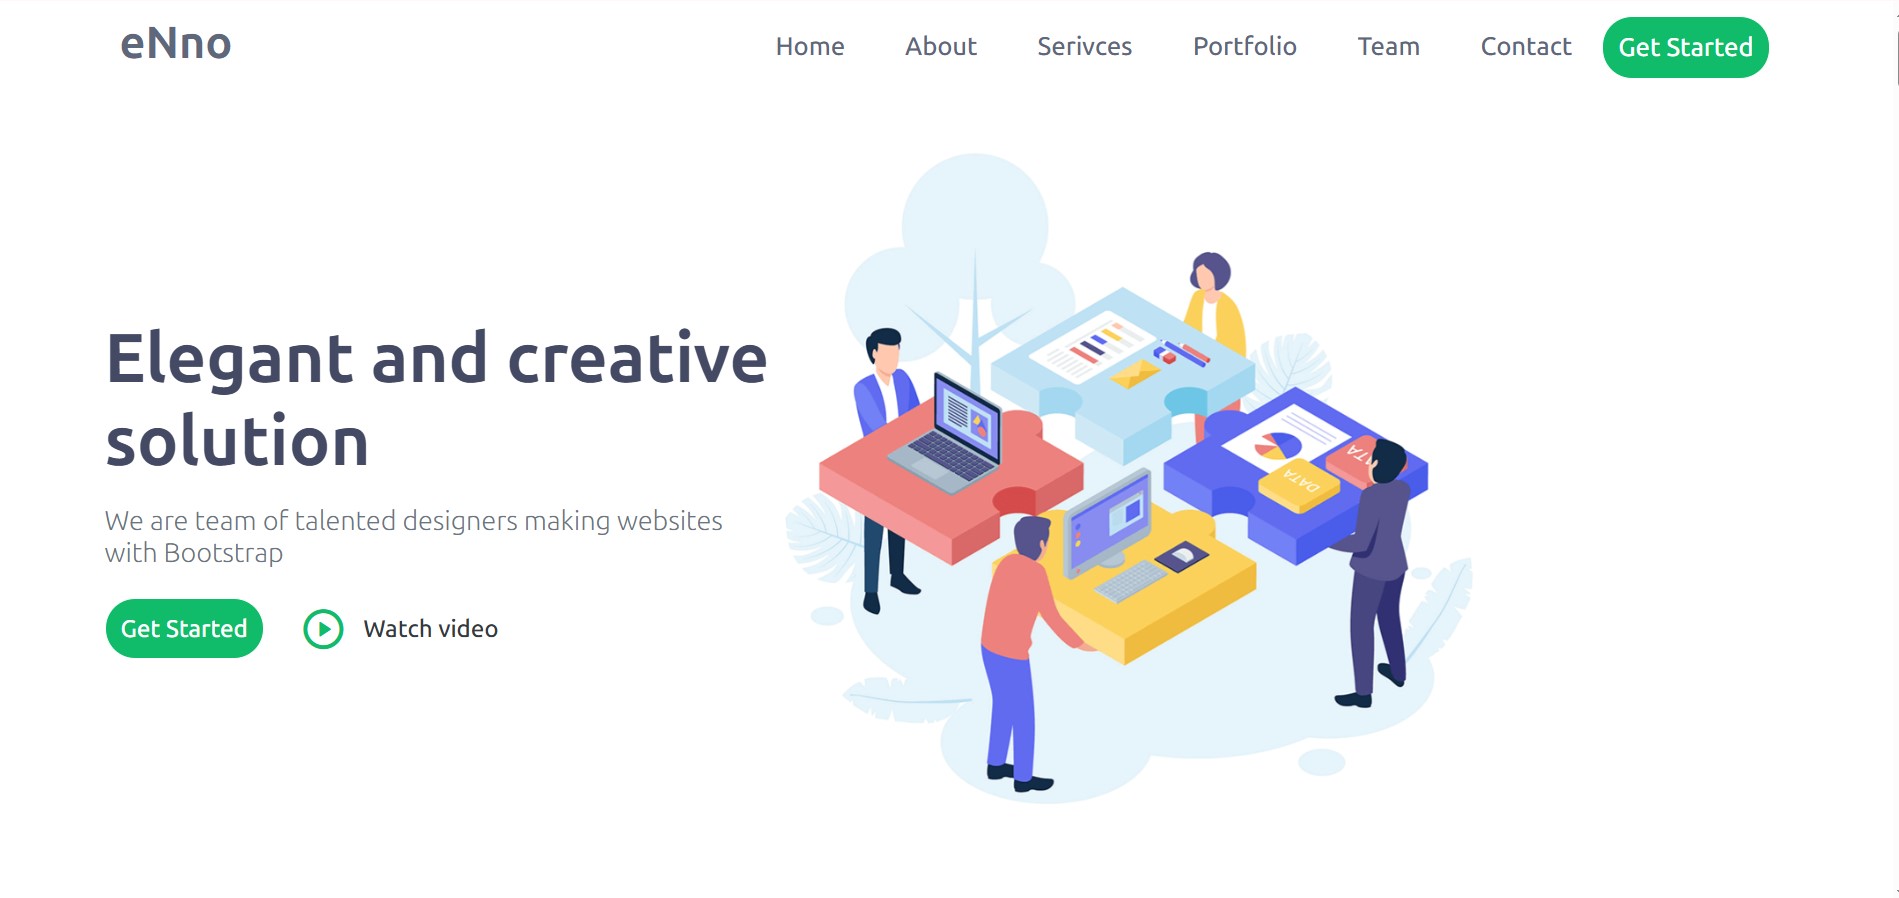 eNno
Home About Serivces Portfolio Team Contact Get Started
Elegant and creative
solution
We are team of talented designers making websites
with Bootstrap
Get Started Watch video
DATA
DATA